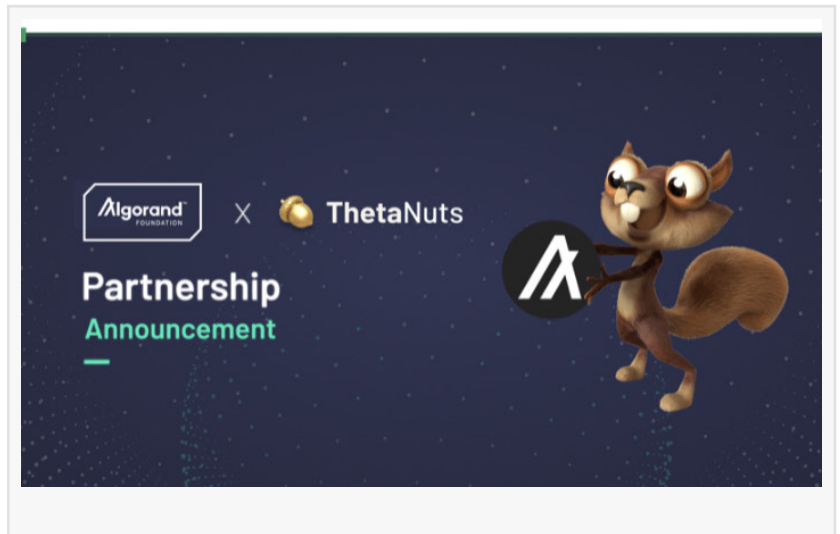 Algorand
FOUNDATION
X
ThetaNuts
Partnership
Announcement